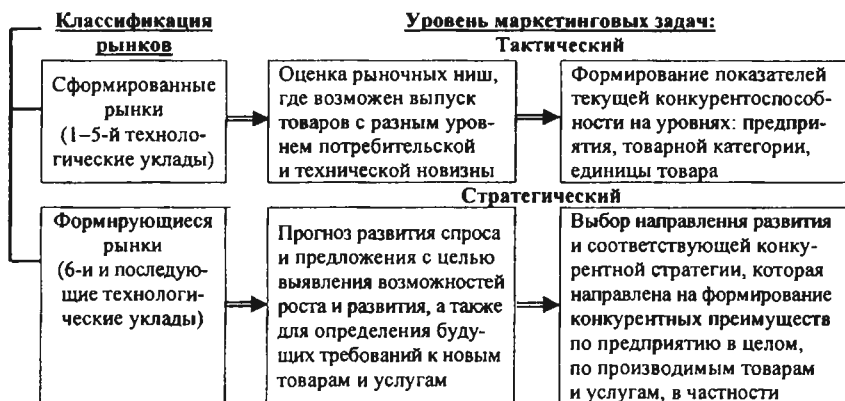 Классификация
рынков
Уровень маркетинговых задач:
Тактический
Сформированные
рынки
(1–5-й техноло-
гические уклады)
Оценка рыночных ниш,
где возможен выпуск
товаров с разным уров-
нем потребительской
и технической новизны
Формирование показателей
текущей конкурентоспособ-
ности на уровнях: предприя-
тия, товарной категории,
единицы товара
Стратегический
Формирующиеся
рынки
(6-и и последую-
щие технологи-
ческие уклады)
Прогноз развития спроса
и предложения с целью
выявления возможностей
роста и развития, а также
для определения буду-
щих требований к новым
товарам и услугам
Выбор направления развития
и соответствующей конку-
рентной стратегии, которая
направлена на формирование
конкурентных преимуществ
по предприятию в целом,
по производимым товарам
и услугам, в частности